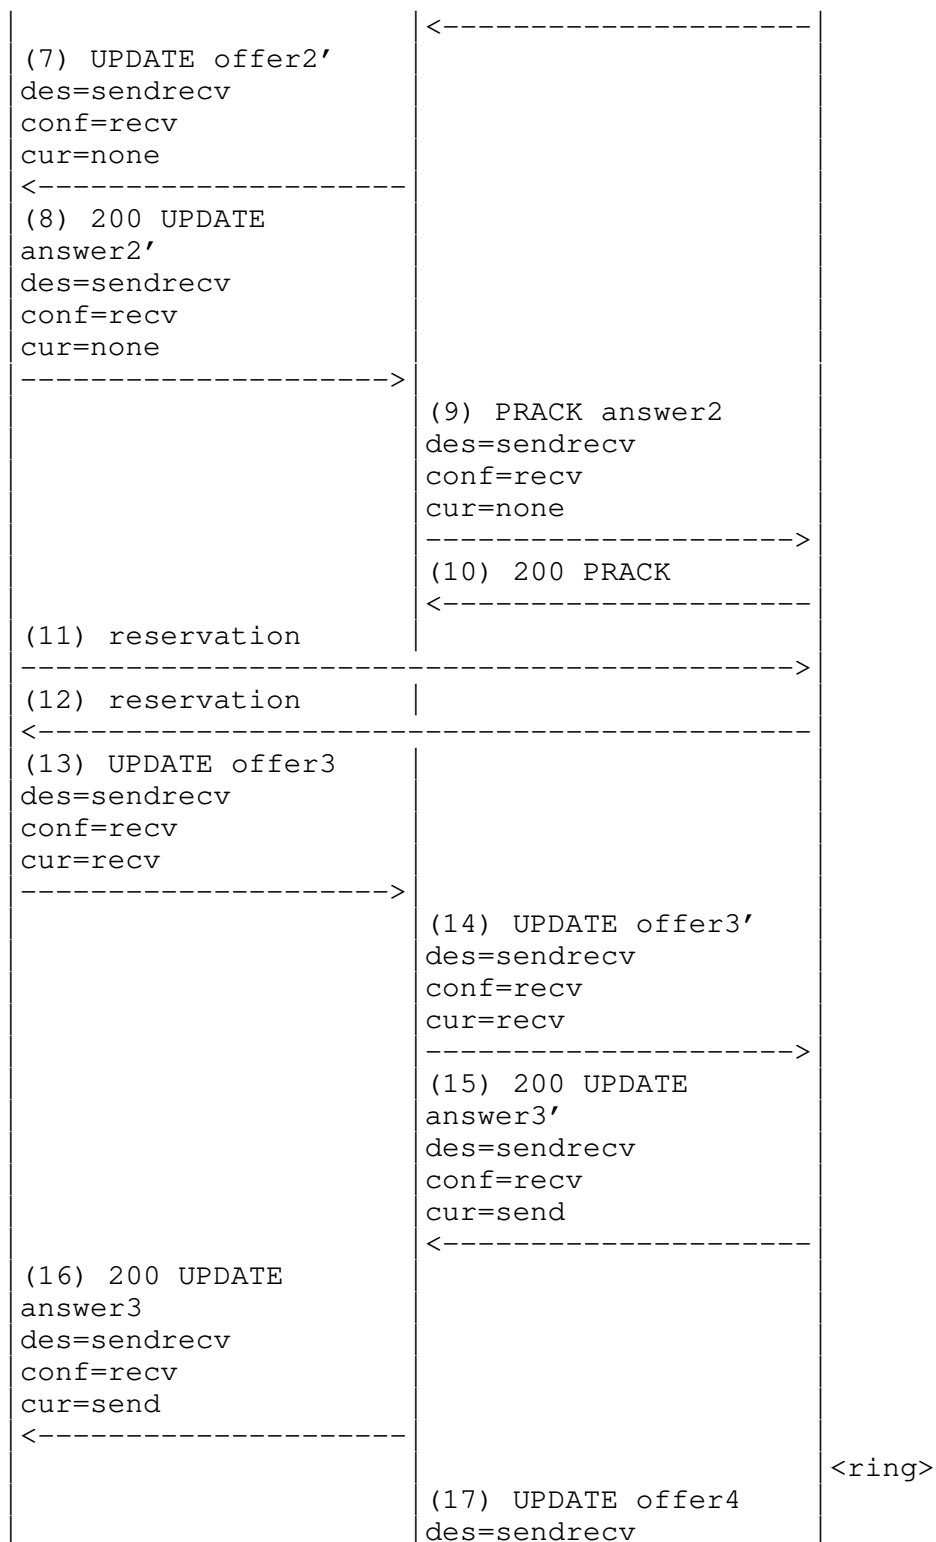 (7) UPDATE offer2'
des=sendrecv
conf=recv
cur=none
(8) 200 UPDATE
answer2'
des=sendrecv
conf=recv
cur=none
(9) PRACK answer2
des=sendrecv
conf=recv
cur=none
(10) 200 PRACK
(11) reservation
(12) reservation
(13) UPDATE offer3
des=sendrecv
conf=recv
cur=recv
(14) UPDATE offer3'
des=sendrecv
conf=recv
cur=recv
(15) 200 UPDATE
answer3'
des=sendrecv
conf=recv
cur=send
(16) 200 UPDATE
answer3
des=sendrecv
conf=recv
cur=send
<ring>
(17) UPDATE offer4
des=sendrecv